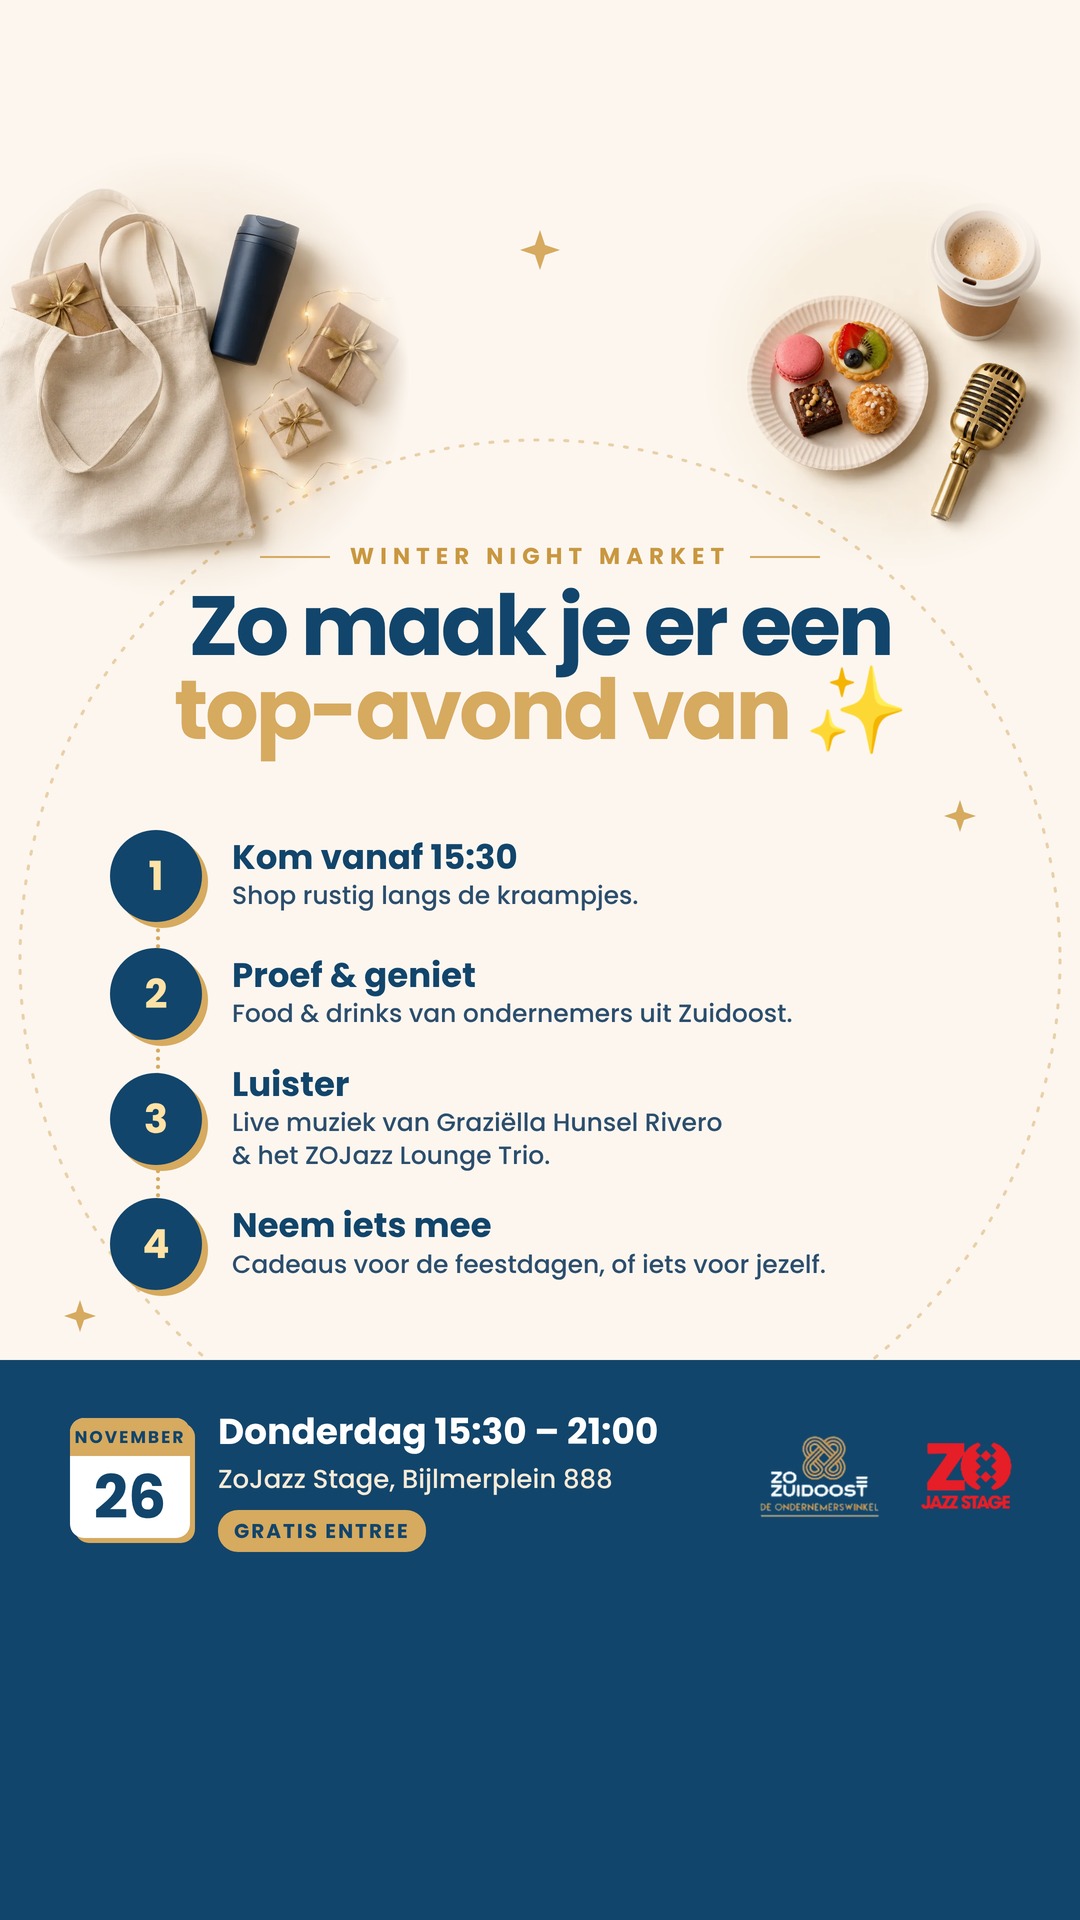 WINTER NIGHT MARKET
Zo maak je er een
top-avond van ✨
1
Kom vanaf 15:30
Shop rustig langs de kraampjes.
2
Proef & geniet
Food & drinks van ondernemers uit Zuidoost.
3
Luister
Live muziek van Graziëlla Hunsel Rivero
& het ZOJazz Lounge Trio.
4
Neem iets mee
Cadeaus voor de feestdagen, of iets voor jezelf.
NOVEMBER
26
Donderdag 15:30 – 21:00
ZoJazz Stage, Bijlmerplein 888
GRATIS ENTREE
ZO
ZUIDOOST
DE ONDERNEMERSWINKEL
ZO
JAZZ STAGE